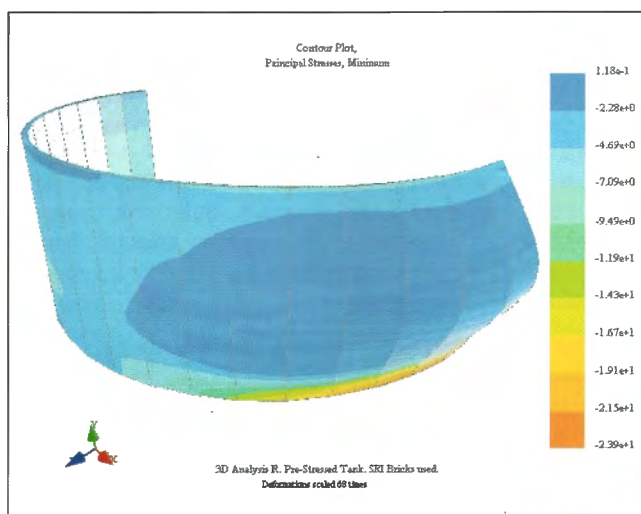 Contour Plot,
Principal Stresses, Minimum
1.18e-1
-2.28e+0
-4.69e+0
-7.09e+0
-9.49e+0
-1.19e+1
-1.43e+1
-1.67e+1
-1.91e+1
-2.15e+1
-2.39e+1
3D Analysis R. Pre-Stressed Tank. SRI Bricks used.
Deformations scaled 68 times